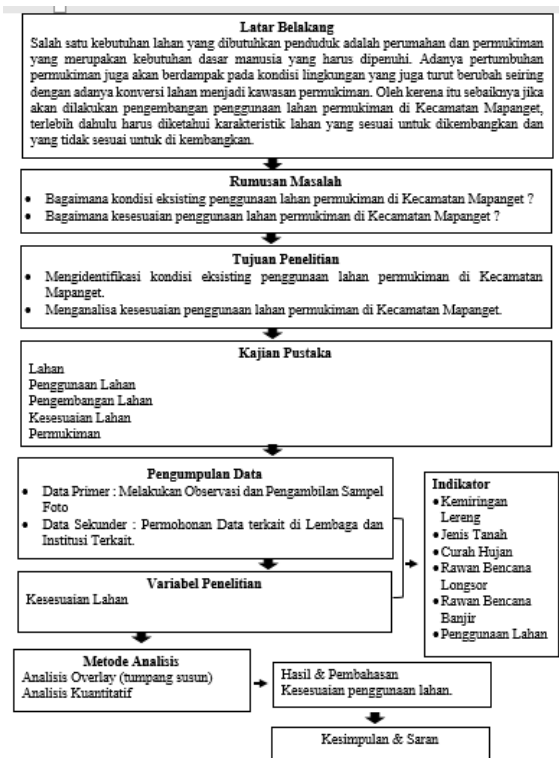 Latar Belakang
Salah satu kebutuhan lahan yang dibutuhkan penduduk adalah perumahan dan permukiman
yang merupakan kebutuhan dasar manusia yang harus dipenuhi. Adanya pertumbuhan
permukiman juga akan berdampak pada kondisi lingkungan yang juga turut berubah seiring
dengan adanya konversi lahan menjadi kawasan permukiman. Oleh kerena itu sebaiknya jika
akan dilakukan pengembangan penggunaan lahan permukiman di Kecamatan Mapanget,
terlebih dahulu harus diketahui karakteristik lahan yang sesuai untuk dikembangkan dan
yang tidak sesuai untuk di kembangkan.
Rumusan Masalah
• Bagaimana kondisi eksisting penggunaan lahan permukiman di Kecamatan Mapanget ?
• Bagaimana kesesuaian penggunaan lahan permukiman di Kecamatan Mapanget ?
Tujuan Penelitian
• Mengidentifikasi kondisi eksisting penggunaan lahan permukiman di Kecamatan
Mapanget.
• Menganalisa kesesuaian penggunaan lahan permukiman di Kecamatan Mapanget.
Kajian Pustaka
Lahan
Penggunaan Lahan
Pengembangan Lahan
Kesesuaian Lahan
Permukiman
Pengumpulan Data
• Data Primer : Melakukan Observasi dan Pengambilan Sampel
Foto
• Data Sekunder : Permohonan Data terkait di Lembaga dan
Institusi Terkait.
Variabel Penelitian
Kesesuaian Lahan
Indikator
• Kemiringan
Lereng
• Jenis Tanah
• Curah Hujan
• Rawan Bencana
Longsor
• Rawan Bencana
Banjir
• Penggunaan Lahan
Metode Analisis
Analisis Overlay (tumpang susun)
Analisis Kuantitatif
Hasil & Pembahasan
Kesesuaian penggunaan lahan.
Kesimpulan & Saran